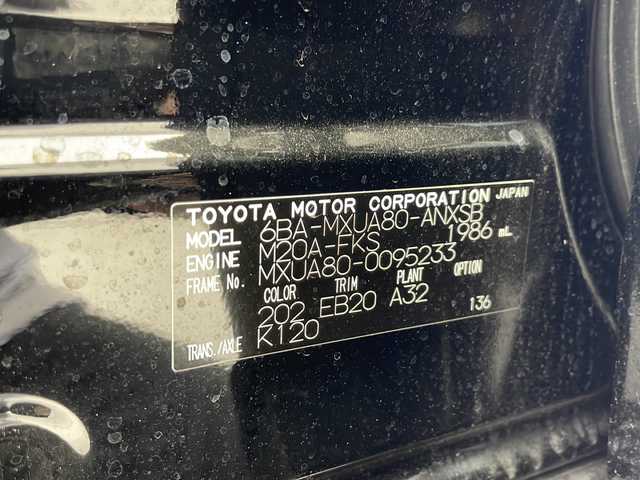 TOYOTA MOTOR CORPORATION JAPAN
MODEL 6BA-MXUA80-ANXSB
ENGINE M20A-FKS 1986 mL
FRAME No. MXUA80-0095233
COLOR TRIM PLANT OPTION
202 EB20 A32 136
TRANS./AXLE K120